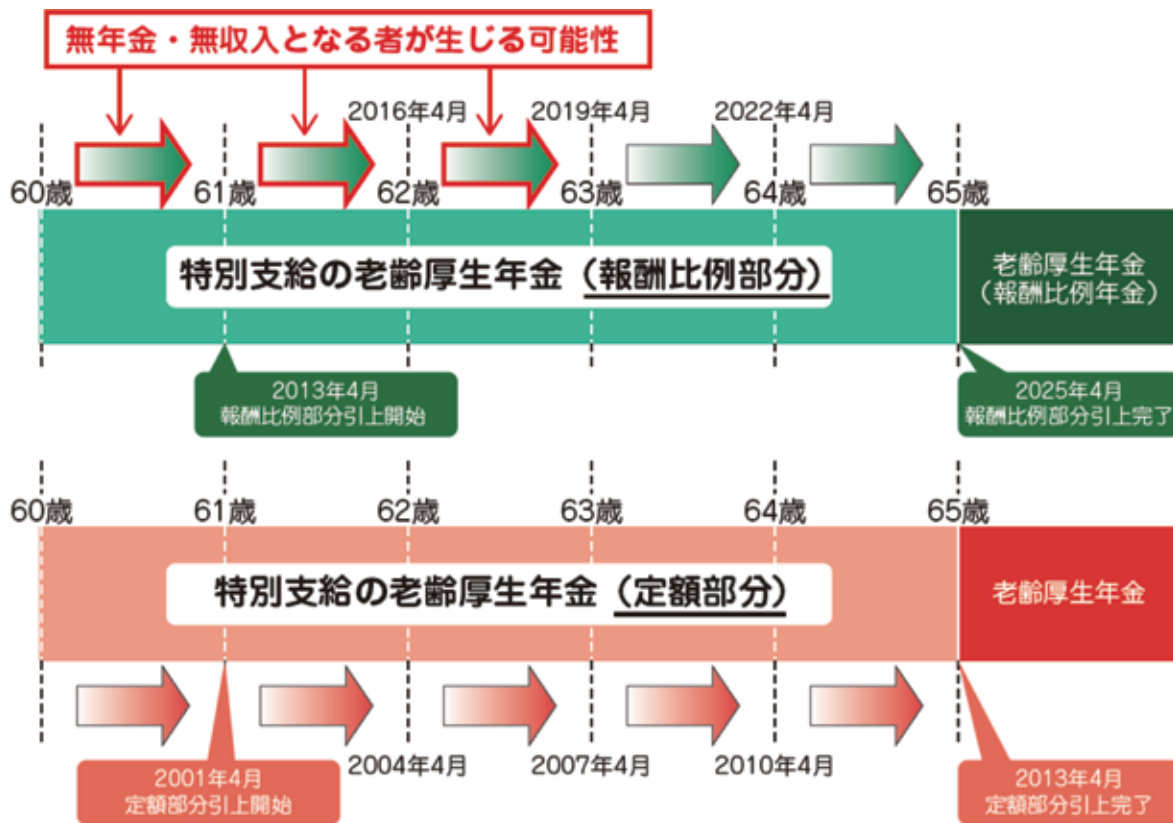 無年金・無収入となる者が生じる可能性
2016年4月 2019年4月 2022年4月
60歳 61歳 62歳 63歳 64歳 65歳
特別支給の老齢厚生年金（報酬比例部分）
老齢厚生年金
（報酬比例年金）
2013年4月
報酬比例部分引上開始
2025年4月
報酬比例部分引上完了
60歳 61歳 62歳 63歳 64歳 65歳
特別支給の老齢厚生年金（定額部分）
老齢厚生年金
2004年4月 2007年4月 2010年4月
2001年4月
定額部分引上開始
2013年4月
定額部分引上完了